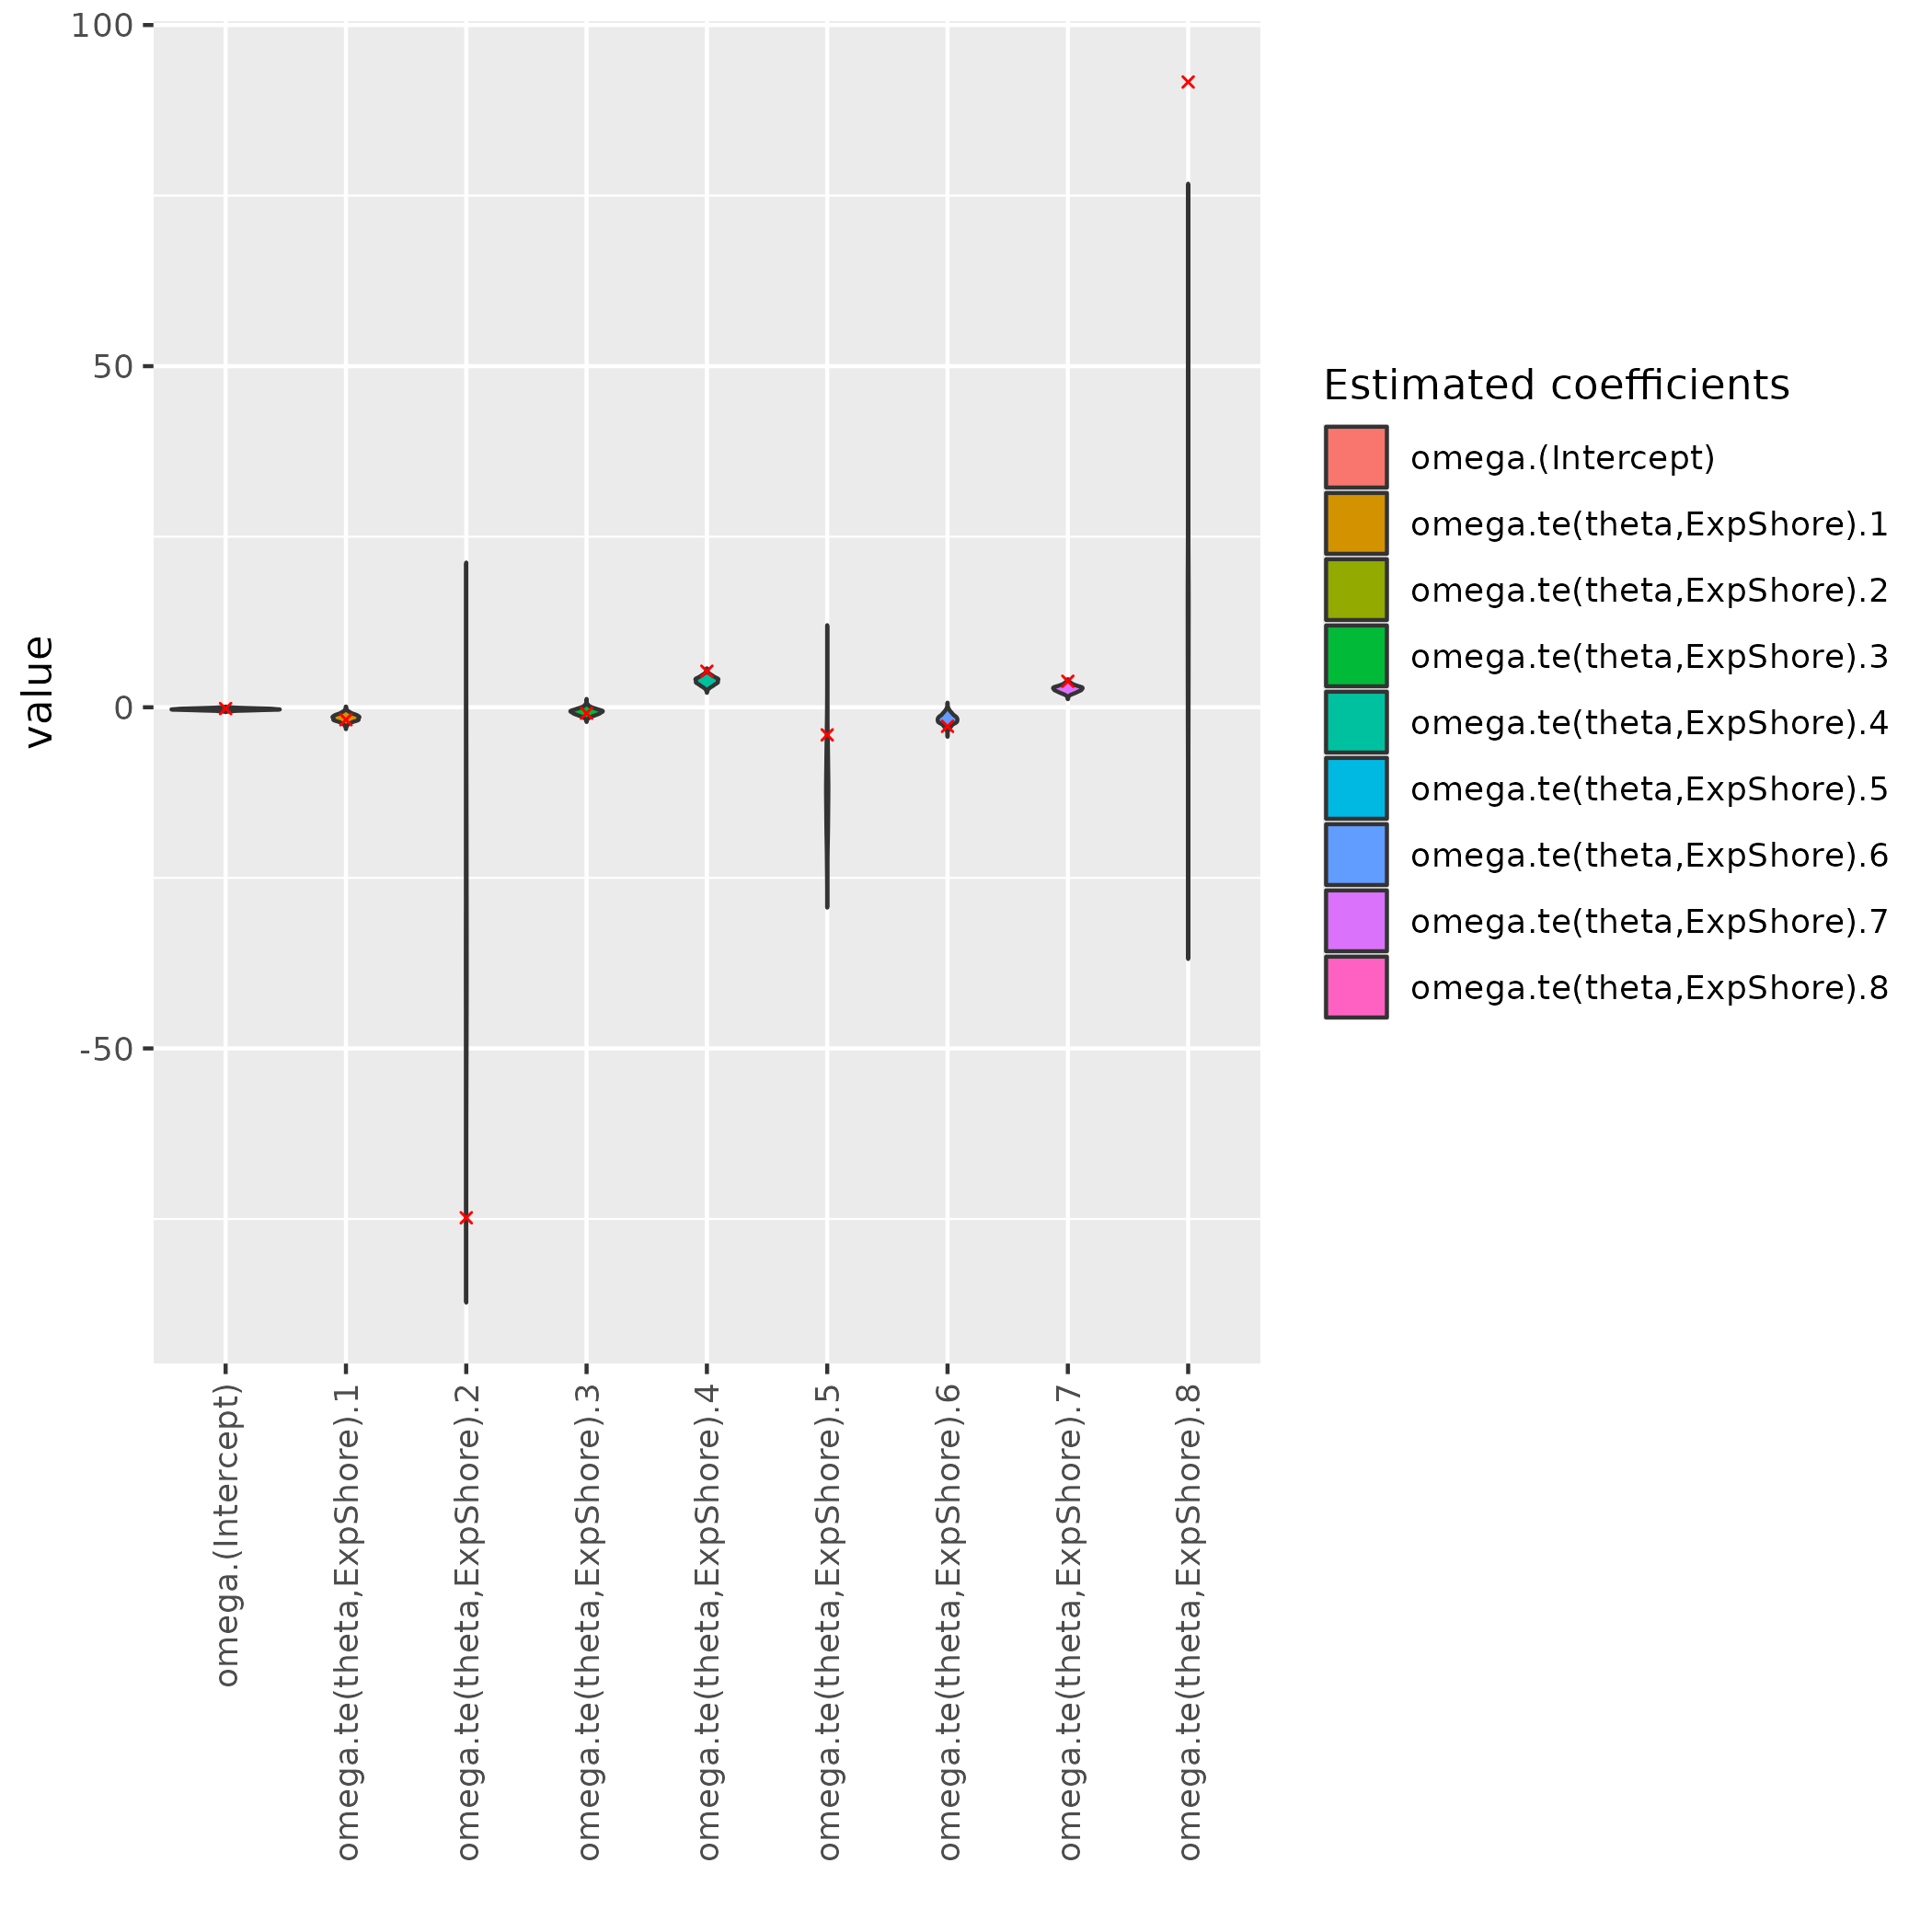 100
50
0
-50
value
omega.(Intercept)
omega.te(theta,ExpShore).1
omega.te(theta,ExpShore).2
omega.te(theta,ExpShore).3
omega.te(theta,ExpShore).4
omega.te(theta,ExpShore).5
omega.te(theta,ExpShore).6
omega.te(theta,ExpShore).7
omega.te(theta,ExpShore).8
Estimated coefficients
omega.(Intercept)
omega.te(theta,ExpShore).1
omega.te(theta,ExpShore).2
omega.te(theta,ExpShore).3
omega.te(theta,ExpShore).4
omega.te(theta,ExpShore).5
omega.te(theta,ExpShore).6
omega.te(theta,ExpShore).7
omega.te(theta,ExpShore).8